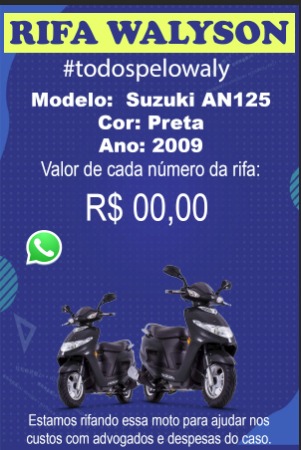 RIFA WALYSON
#todospelowaly
Modelo: Suzuki AN125
Cor: Preta
Ano: 2009
Valor de cada número da rifa:
R$ 00,00
Estamos rifando essa moto para ajudar nos
custos com advogados e despesas do caso.